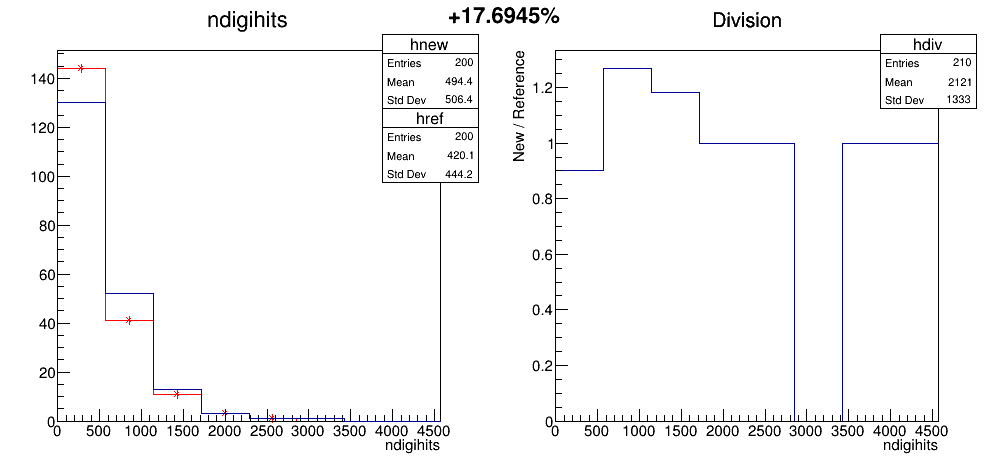 +17.6945%
ndigihits
hnew
Entries 200
Mean 494.4
Std Dev 506.4
href
Entries 200
Mean 420.1
Std Dev 444.2
140
120
100
80
60
40
20
0
0 500 1000 1500 2000 2500 3000 3500 4000 4500
ndigihits
Division
hdiv
Entries 210
Mean 2121
Std Dev 1333
New / Reference
1.2
1
0.8
0.6
0.4
0.2
0
0 500 1000 1500 2000 2500 3000 3500 4000 4500
ndigihits